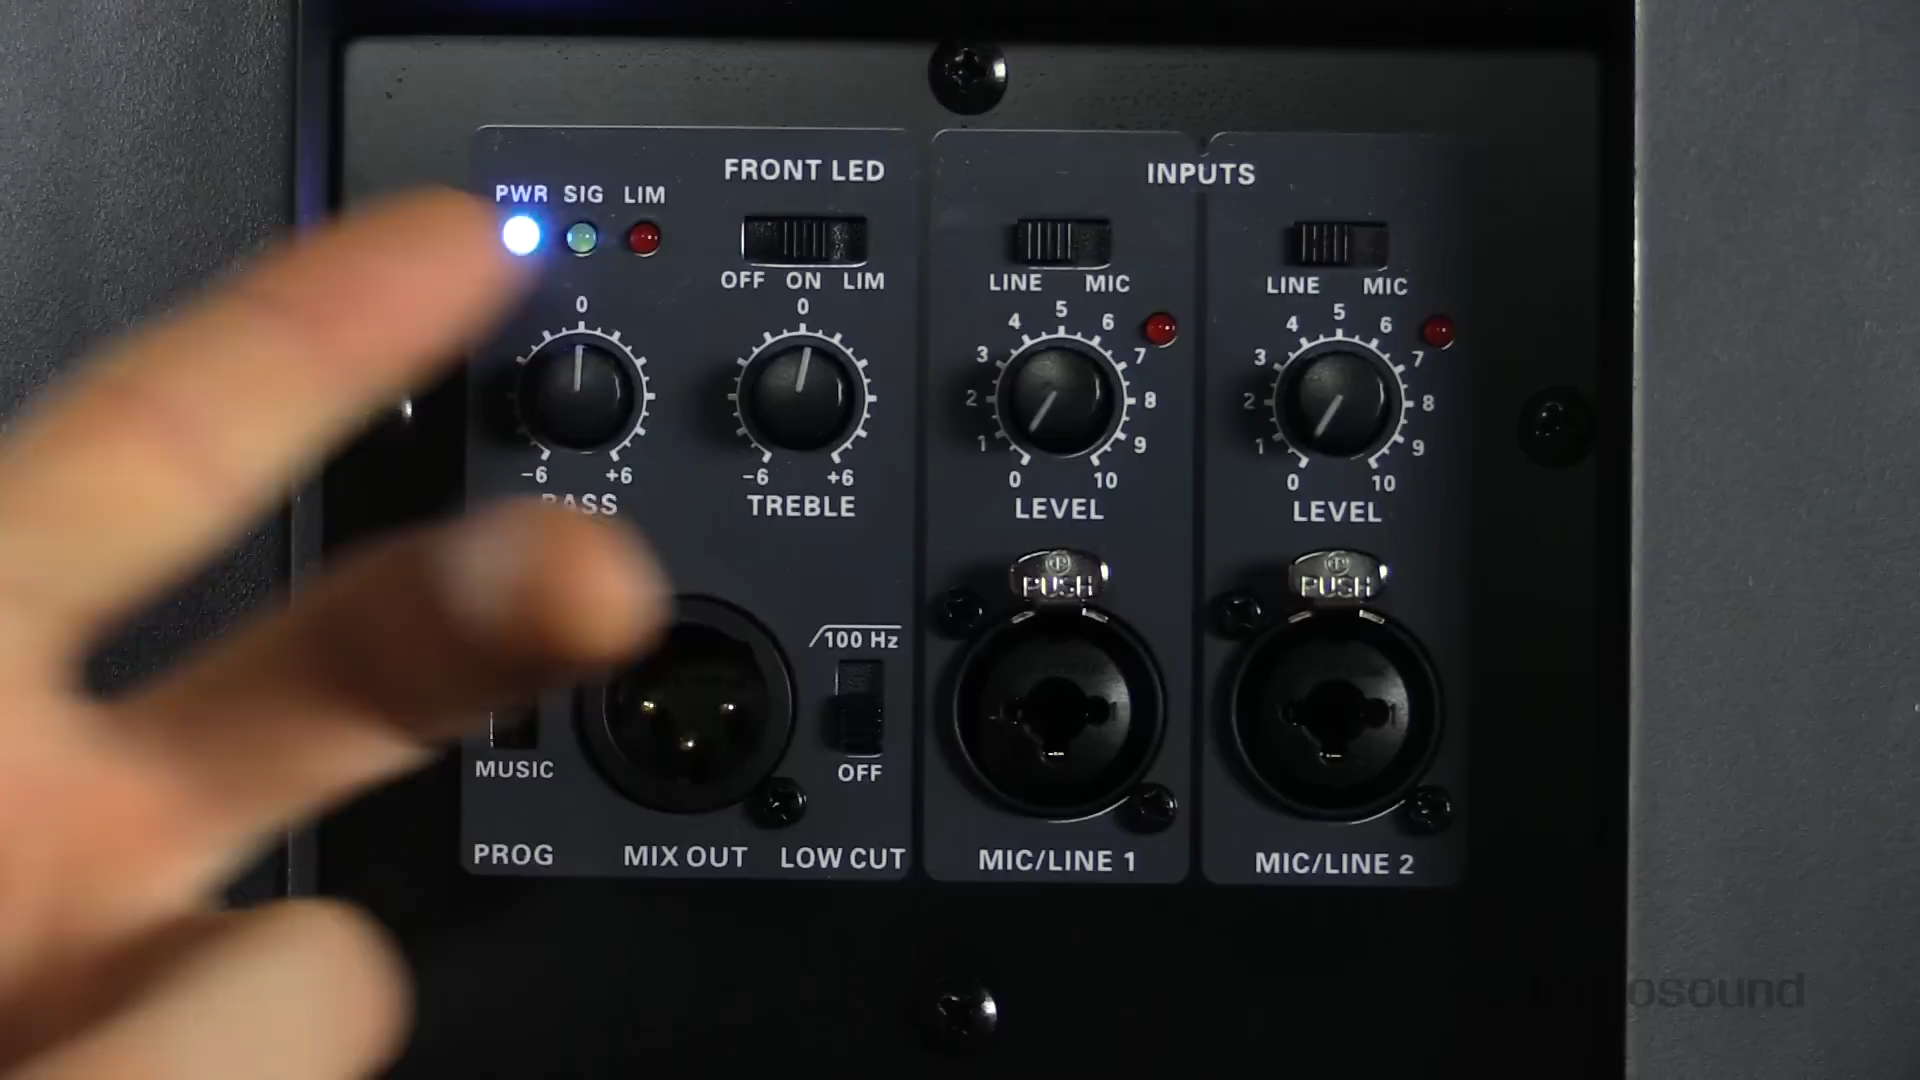 FRONT LED
INPUTS
PWR SIG LIM
OFF ON LIM
LINE MIC
LINE MIC
0
0
4 5 6
3 7
2 8
1 9
0 10
4 5 6
3 7
2 8
1 9
0 10
-6 +6
-6 +6
BASS
TREBLE
LEVEL
LEVEL
PUSH
PUSH
100 Hz
MUSIC
OFF
PROG
MIX OUT
LOW CUT
MIC/LINE 1
MIC/LINE 2